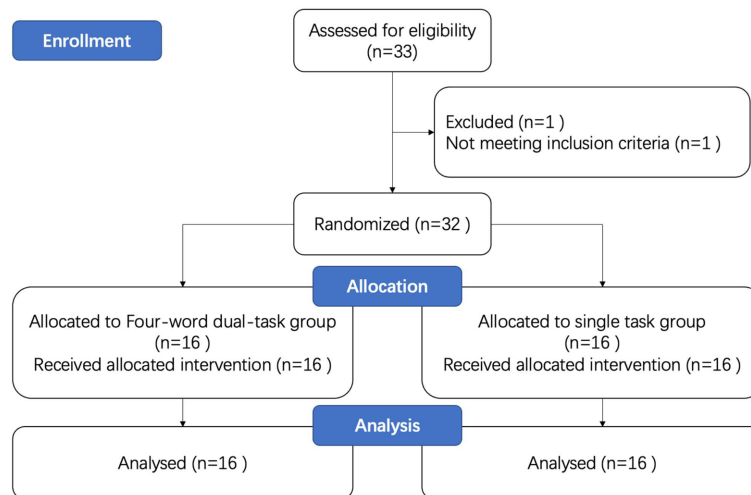 Enrollment
Assessed for eligibility
(n=33)
Excluded (n=1 )
Not meeting inclusion criteria (n=1 )
Randomized (n=32 )
Allocation
Allocated to Four-word dual-task group
(n=16 )
Received allocated intervention (n=16 )
Allocated to single task group
(n=16 )
Received allocated intervention (n=16 )
Analysis
Analysed (n=16 )
Analysed (n=16 )